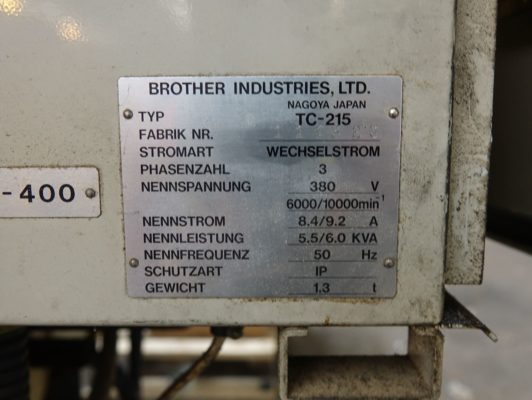 BROTHER INDUSTRIES, LTD.
NAGOYA JAPAN
TYP TC-215
FABRIK NR.
STROMART WECHSELSTROM
PHASENZAHL 3
NENNSPANNUNG 380 V
6000/10000min⁻¹
-400
NENNSTROM 8.4/9.2 A
NENNLEISTUNG 5.5/6.0 KVA
NENNFREQUENZ 50 Hz
SCHUTZART IP
GEWICHT 1.3 t